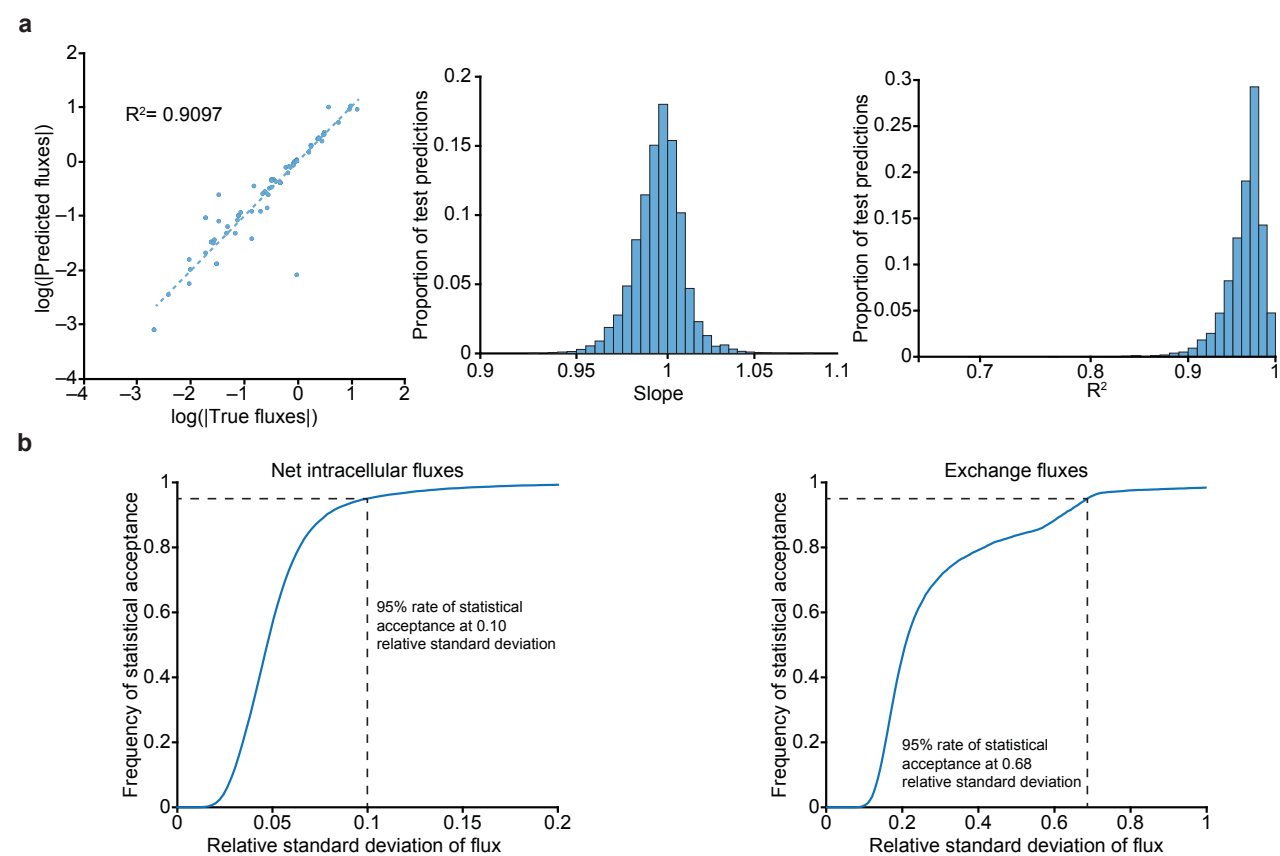 a
R²= 0.9097
log(|Predicted fluxes|)
2
1
0
–1
–2
–3
–4
–4
–3
–2
–1
0
1
2
log(|True fluxes|)
Proportion of test predictions
0.2
0.15
0.1
0.05
0
0.9
0.95
1
1.05
1.1
Slope
Proportion of test predictions
0.3
0.25
0.2
0.15
0.1
0.05
0
0.7
0.8
0.9
1
R²
b
Net intracellular fluxes
Frequency of statistical acceptance
1
0.8
0.6
0.4
0.2
0
95% rate of statistical
acceptance at 0.10
relative standard deviation
0
0.05
0.1
0.15
0.2
Relative standard deviation of flux
Exchange fluxes
Frequency of statistical acceptance
1
0.8
0.6
0.4
0.2
0
95% rate of statistical
acceptance at 0.68
relative standard deviation
0
0.2
0.4
0.6
0.8
1
Relative standard deviation of flux